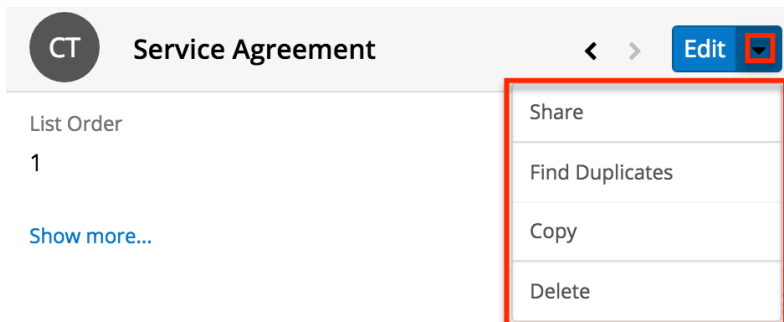 CT
Service Agreement
Edit
List Order
1
Show more...
Share
Find Duplicates
Copy
Delete